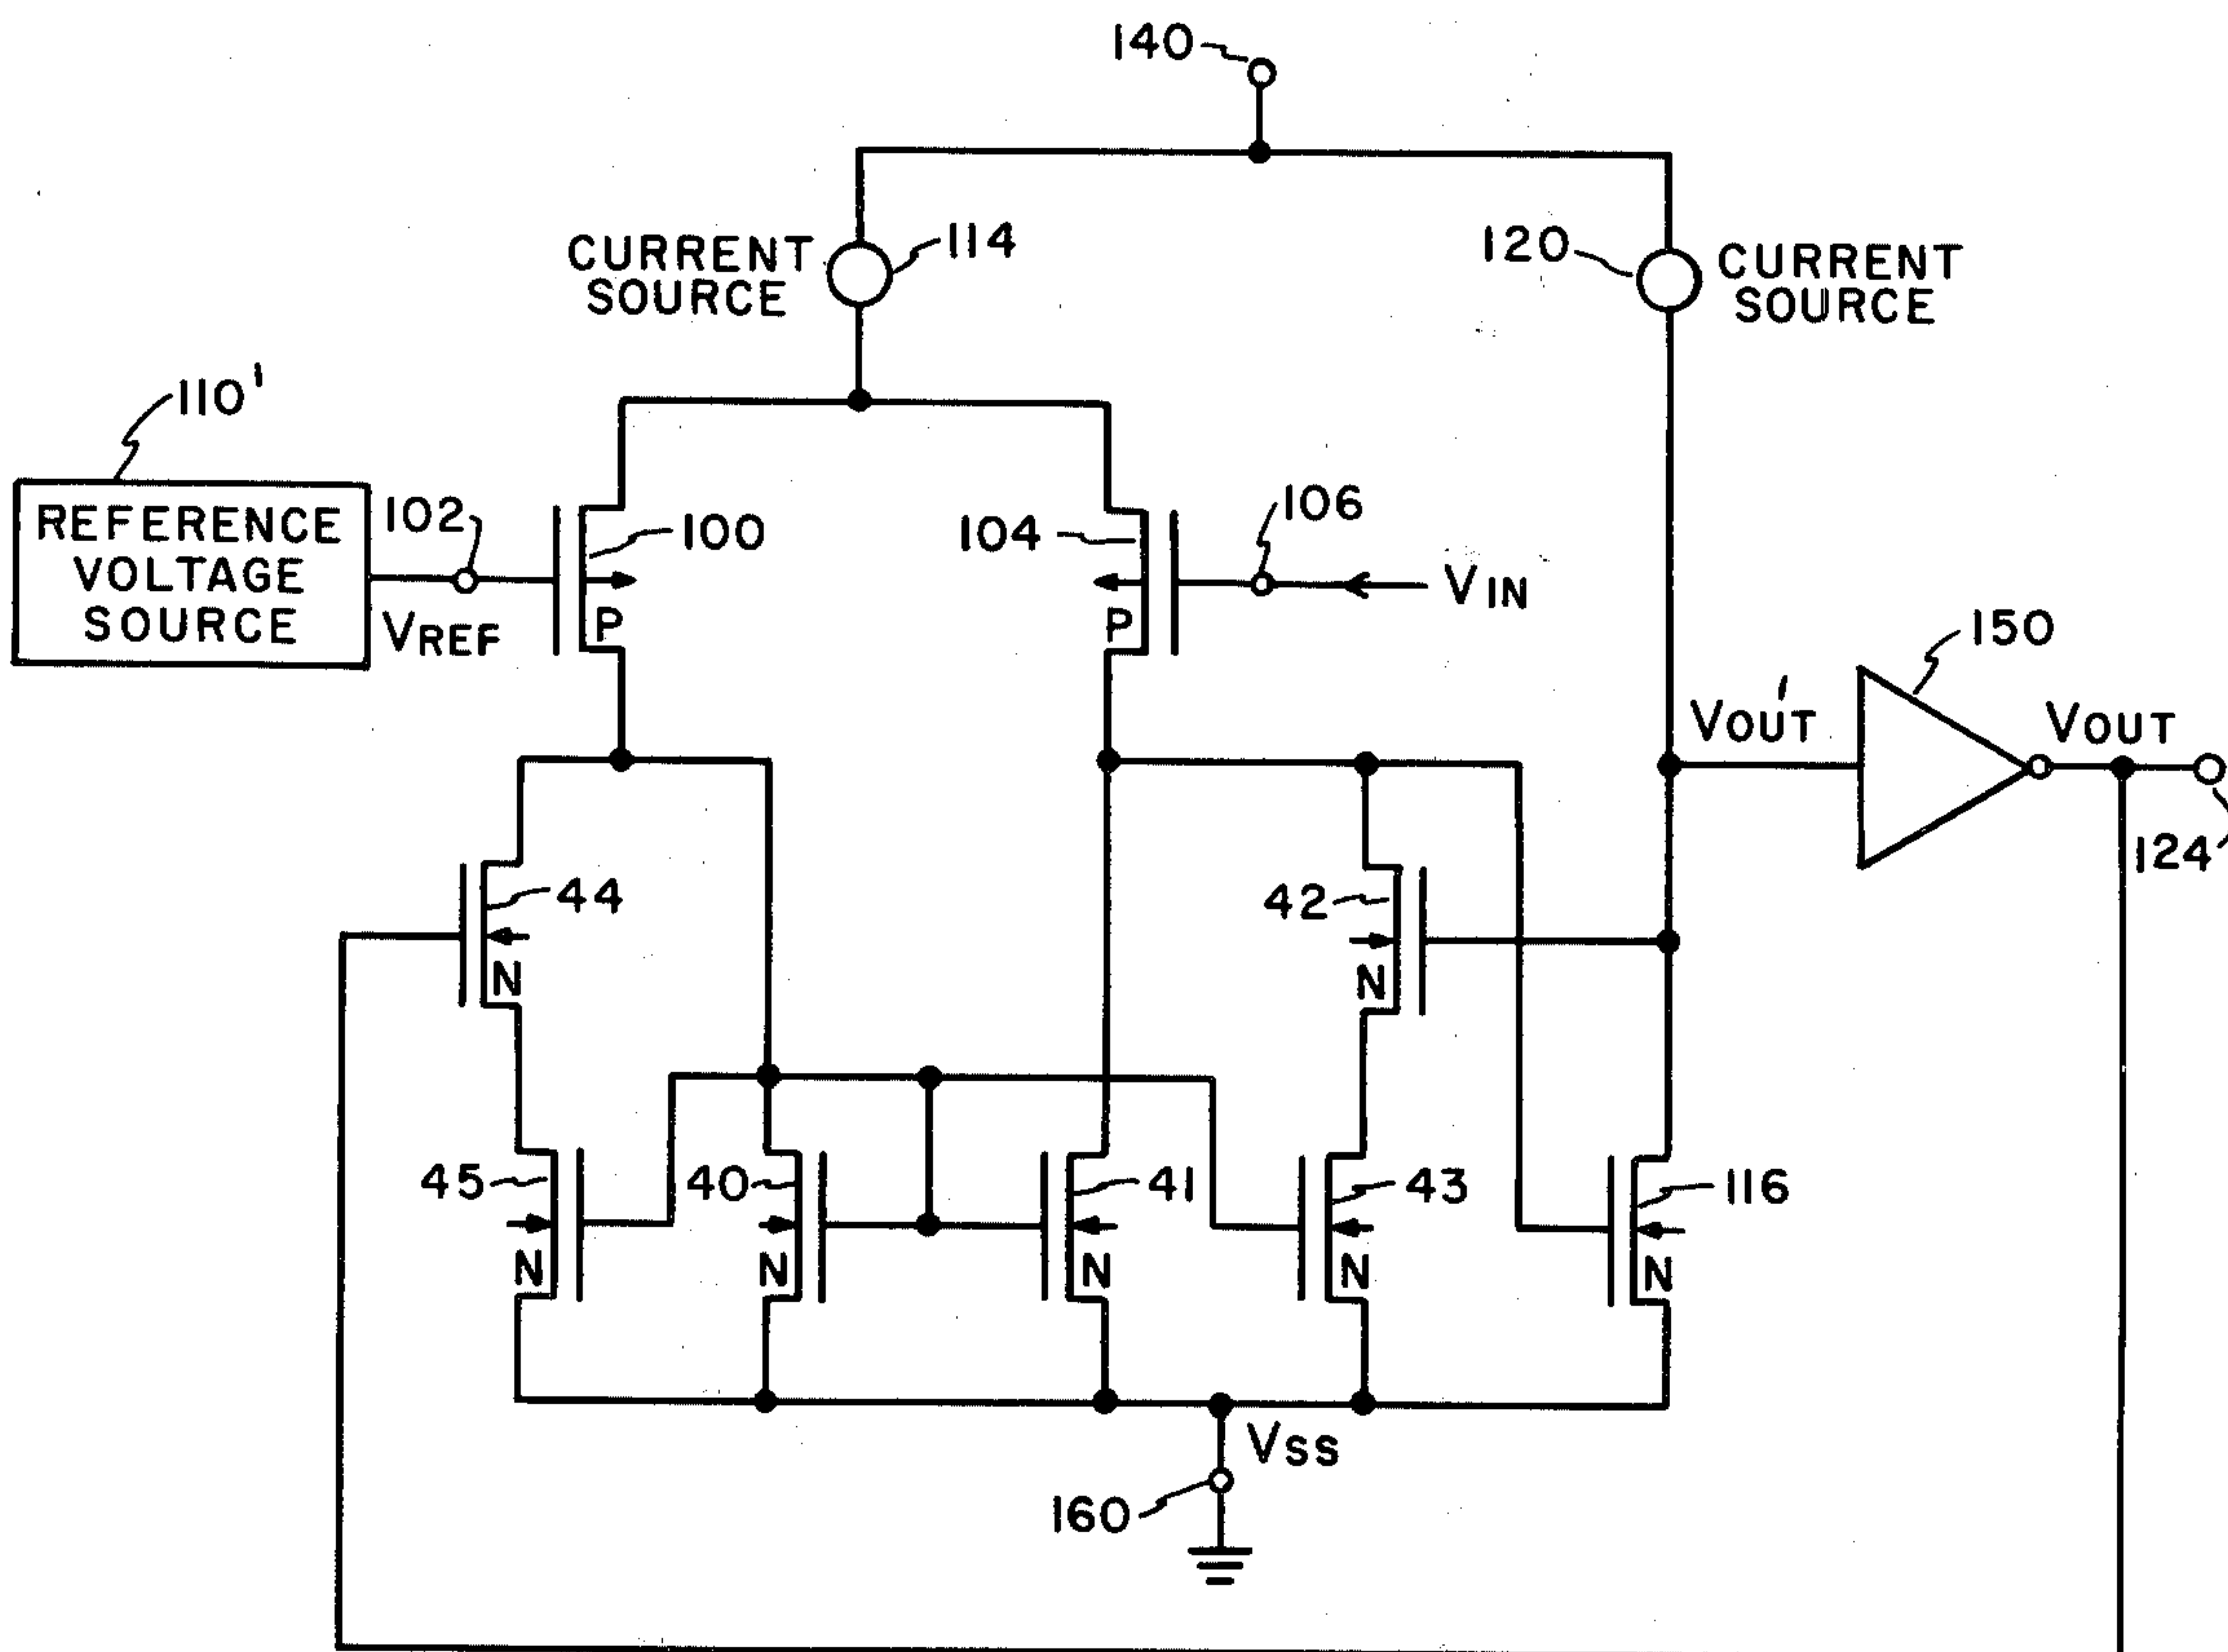 140
CURRENT
SOURCE
114
120
CURRENT
SOURCE
110'
REFERENCE
VOLTAGE
SOURCE
102
VREF
100
P
104
P
106
VIN
150
VOUT'
VOUT
124
44
N
42
N
45
N
40
N
41
N
43
N
116
N
VSS
160